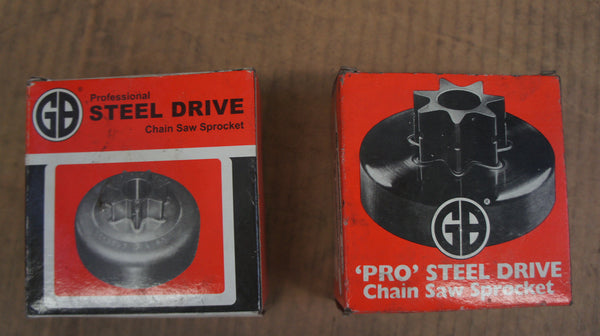 GB®
Professional
STEEL DRIVE
Chain Saw Sprocket
GB®
'PRO' STEEL DRIVE
Chain Saw Sprocket